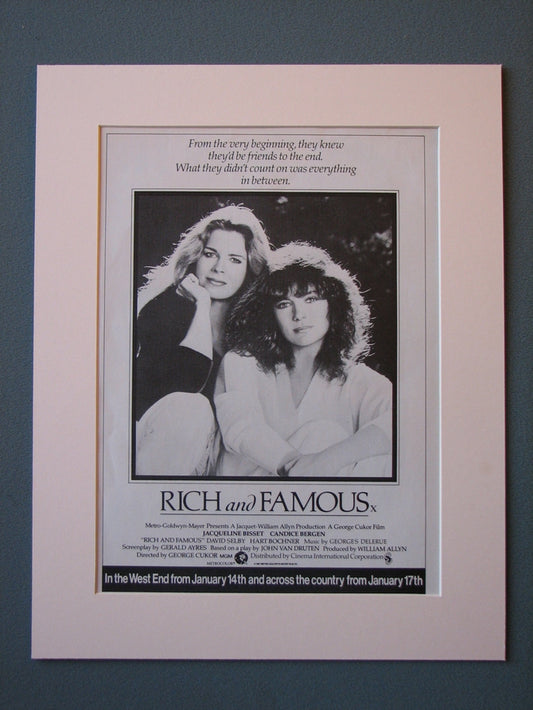 From the very beginning, they knew
they'd be friends to the end.
What they didn't count on was everything
in between.
RICH and FAMOUS x
Metro-Goldwyn-Mayer Presents A Jacquet-William Allyn Production A George Cukor Film
JACQUELINE BISSET CANDICE BERGEN
"RICH and FAMOUS" DAVID SELBY HART BOCHNER Music by GEORGES DELERUE
Screenplay by GERALD AYRES Based on a play by JOHN VAN DRUTEN Produced by WILLIAM ALLYN
Directed by GEORGE CUKOR MGM Distributed by Cinema International Corporation
METROCOLOR
In the West End from January 14th and across the country from January 17th